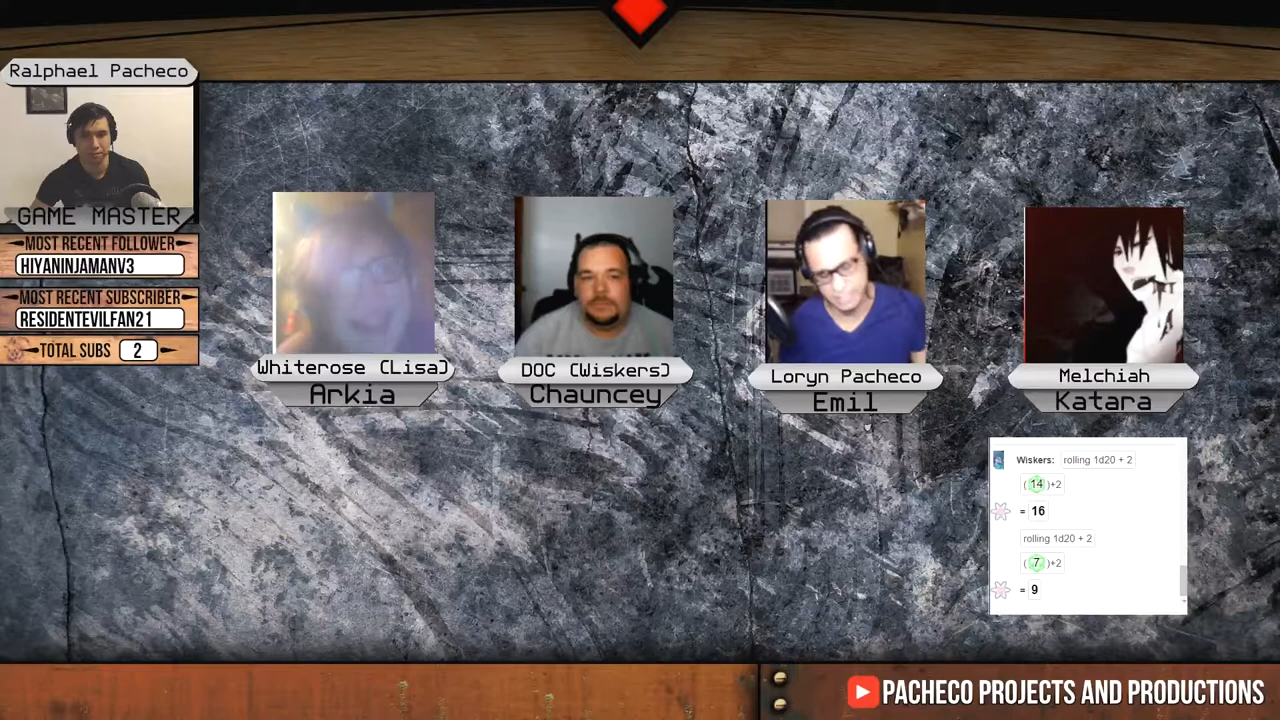 Ralphael Pacheco
GAME MASTER
MOST RECENT FOLLOWER
HIYANINJAMANV3
MOST RECENT SUBSCRIBER
RESIDENTEVILFAN21
TOTAL SUBS 2
Whiterose (Lisa)
Arkia
DOC (Wiskers)
Chauncey
Loryn Pacheco
Emil
Melchiah
Katara
Wiskers: rolling 1d20 + 2
(14)+2
= 16
rolling 1d20 + 2
(7)+2
= 9
PACHECO PROJECTS AND PRODUCTIONS